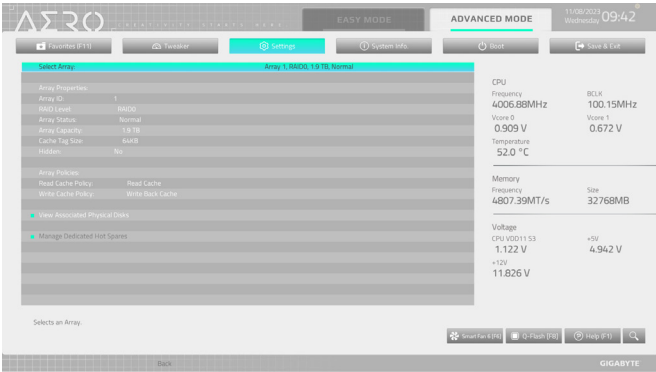 AERO
CREATIVITY STARTS HERE
EASY MODE
ADVANCED MODE
11/08/2023
Wednesday 09:42
Favorites (F11)
Tweaker
Settings
System Info.
Boot
Save & Exit
Select Array: Array 1, RAID0, 1.9 TB, Normal
Array Properties:
Array ID: 1
RAID Level: RAID0
Array Status: Normal
Array Capacity: 1.9 TB
Cache Tag Size: 64KB
Hidden: No
Array Policies:
Read Cache Policy: Read Cache
Write Cache Policy: Write Back Cache
View Associated Physical Disks
Manage Dedicated Hot Spares
CPU
Frequency BCLK
4006.88MHz 100.15MHz
Vcore 0 Vcore 1
0.909 V 0.672 V
Temperature
52.0 °C
Memory
Frequency Size
4807.39MT/s 32768MB
Voltage
CPU VDD11 S3 +5V
1.122 V 4.942 V
+12V
11.826 V
Selects an Array.
Smart Fan 6 [F6]
Q-Flash [F8]
Help (F1)
Back
GIGABYTE